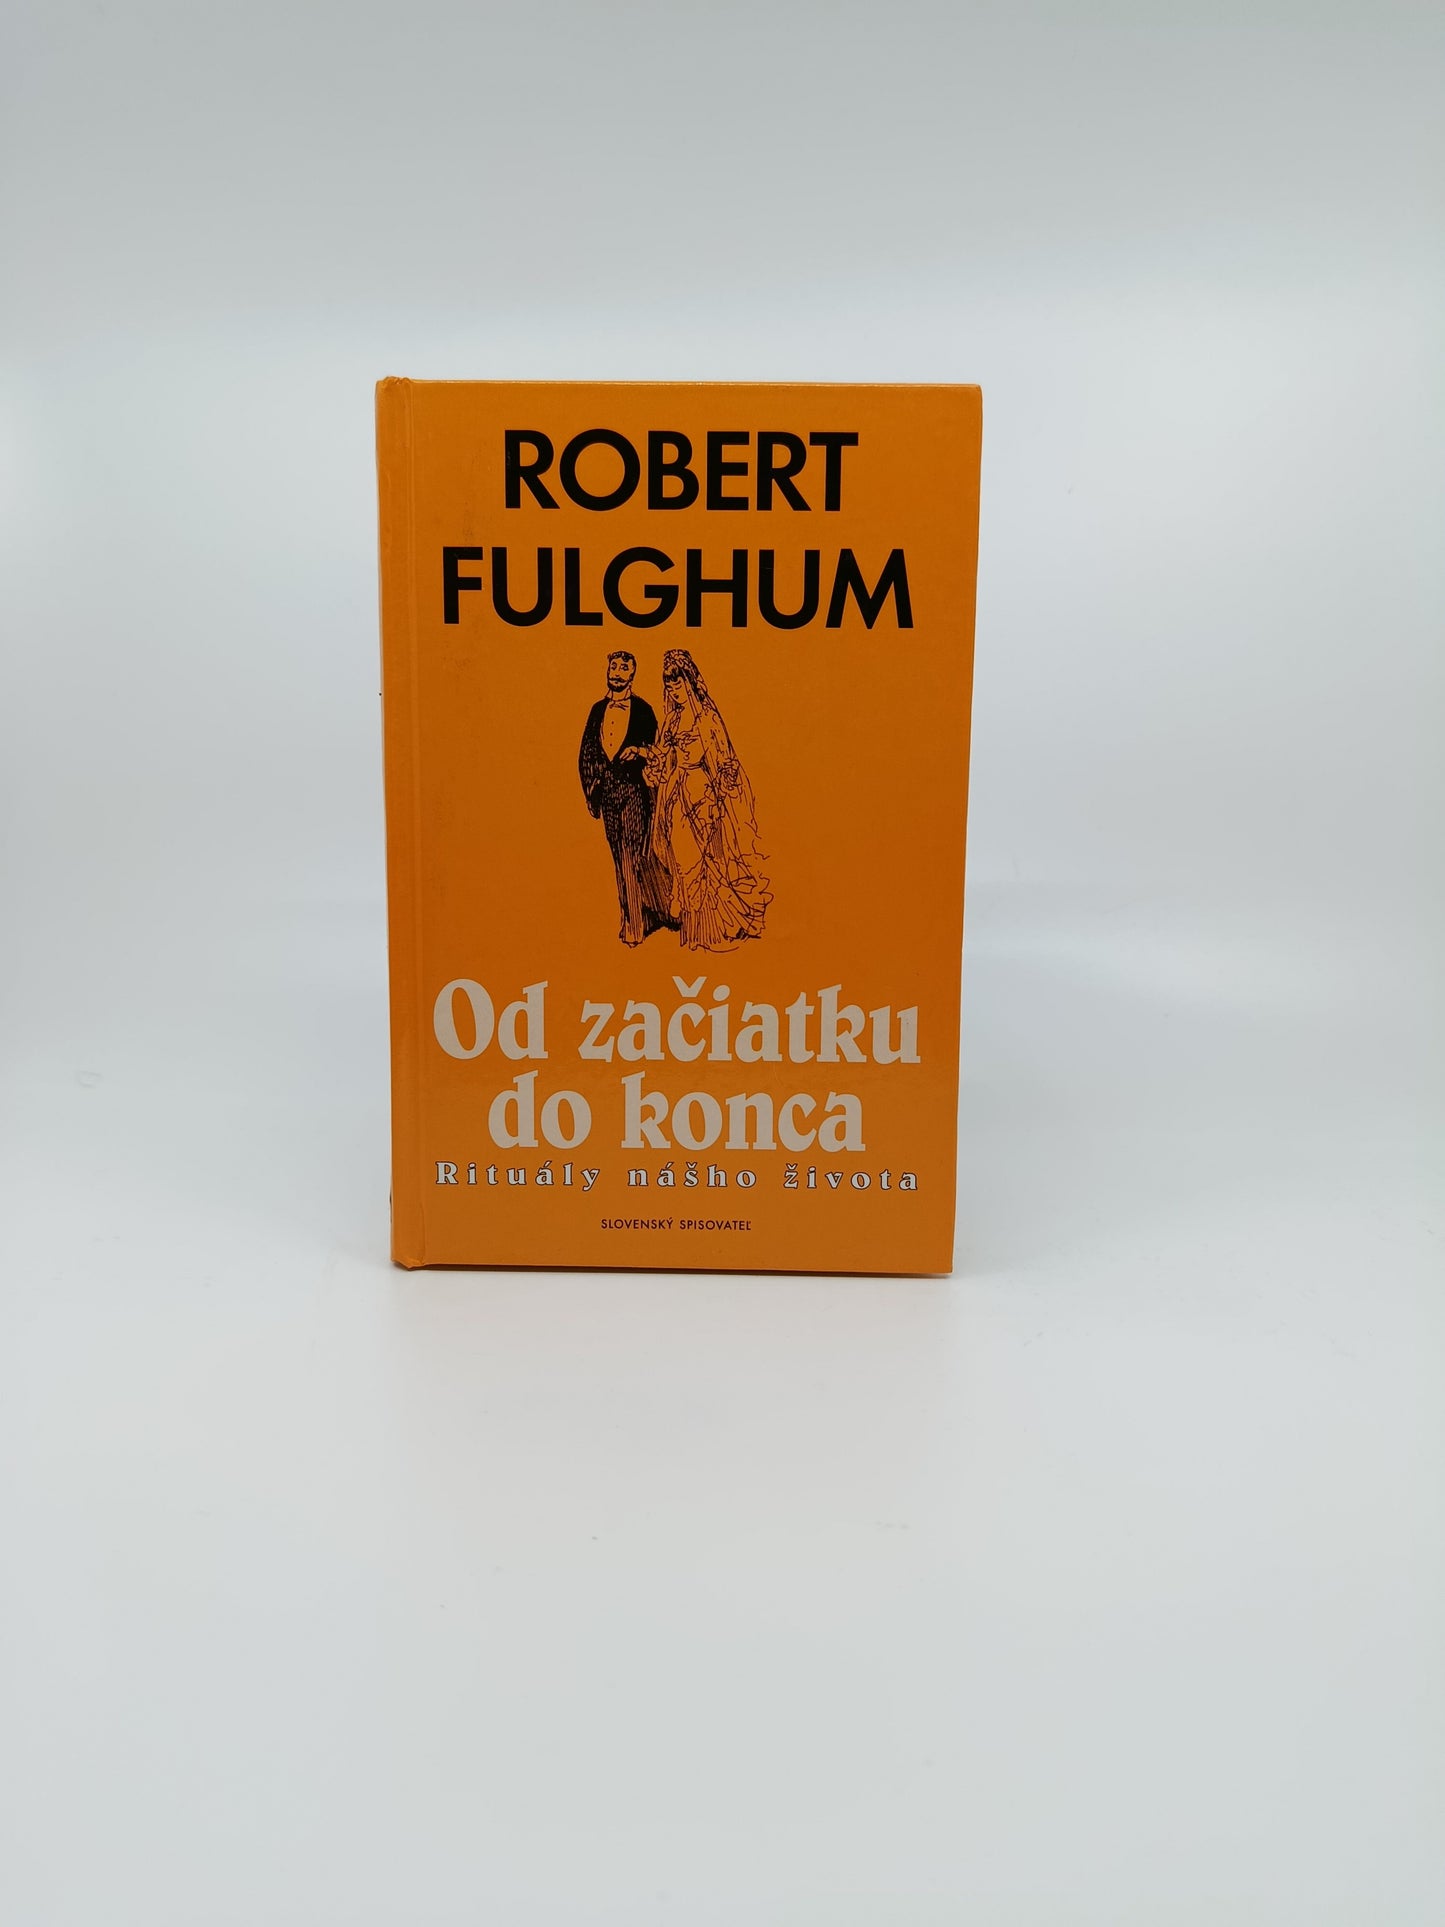 ROBERT
FULGHUM
Od začiatku
do konca
Rituály nášho života
SLOVENSKÝ SPISOVATEĽ